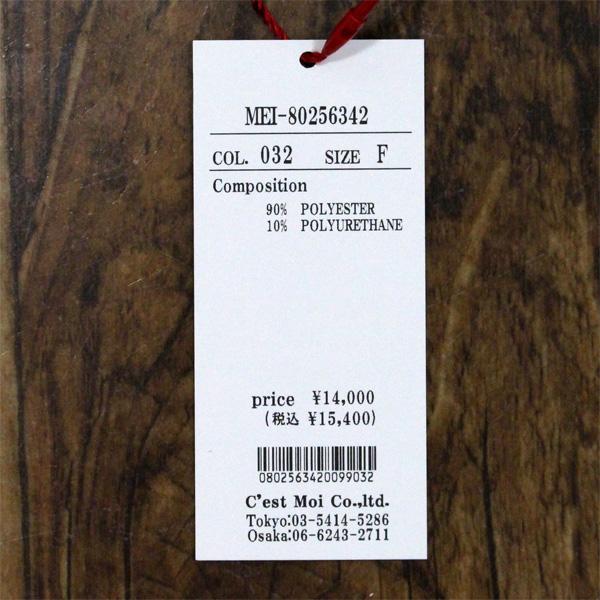 MEI-80256342
COL. 032 SIZE F
Composition
90% POLYESTER
10% POLYURETHANE
price ¥14,000
(税込 ¥15,400)
0802563420099032
C'est Moi Co.,ltd.
Tokyo:03-5414-5286
Osaka:06-6243-2711